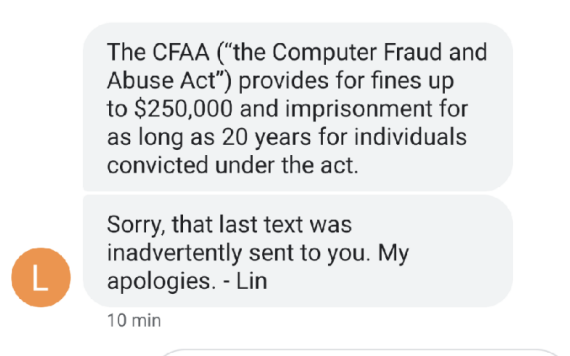 The CFAA (“the Computer Fraud and
Abuse Act”) provides for fines up
to $250,000 and imprisonment for
as long as 20 years for individuals
convicted under the act.
Sorry, that last text was
inadvertently sent to you. My
apologies. - Lin
L
10 min